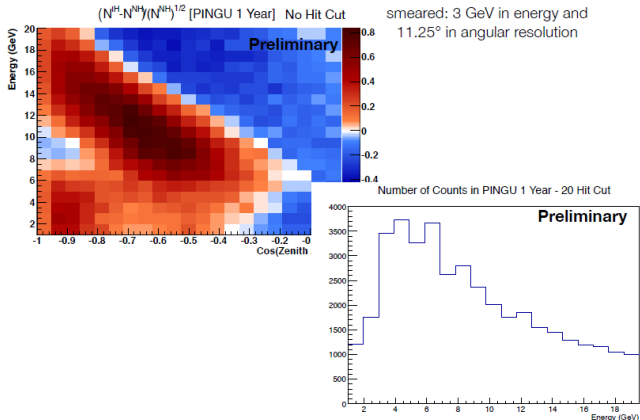 (N^IH-N^NH)/(N^NH)^1/2 [PINGU 1 Year] No Hit Cut
smeared: 3 GeV in energy and
11.25° in angular resolution
Preliminary
Energy (GeV)
20
18
16
14
12
10
8
6
4
2
-1 -0.9 -0.8 -0.7 -0.6 -0.5 -0.4 -0.3 -0.2 -0.1 -0
Cos(Zenith
0.8
0.6
0.4
0.2
0
-0.2
-0.4
Number of Counts in PINGU 1 Year - 20 Hit Cut
Preliminary
4000
3500
3000
2500
2000
1500
1000
500
0
2 4 6 8 10 12 14 16 18
Energy (GeV)